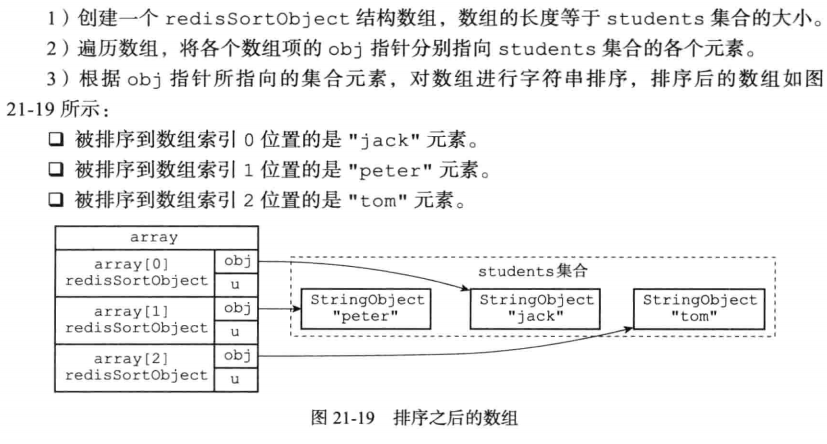 1）创建一个 redisSortObject 结构数组，数组的长度等于 students 集合的大小。
2）遍历数组，将各个数组项的 obj 指针分别指向 students 集合的各个元素。
3）根据 obj 指针所指向的集合元素，对数组进行字符串排序，排序后的数组如图
21-19 所示：
❏ 被排序到数组索引 0 位置的是 "jack" 元素。
❏ 被排序到数组索引 1 位置的是 "peter" 元素。
❏ 被排序到数组索引 2 位置的是 "tom" 元素。
array
array[0]
redisSortObject
obj
u
array[1]
redisSortObject
obj
u
array[2]
redisSortObject
obj
u
students集合
StringObject
"peter"
StringObject
"jack"
StringObject
"tom"
图 21-19 排序之后的数组